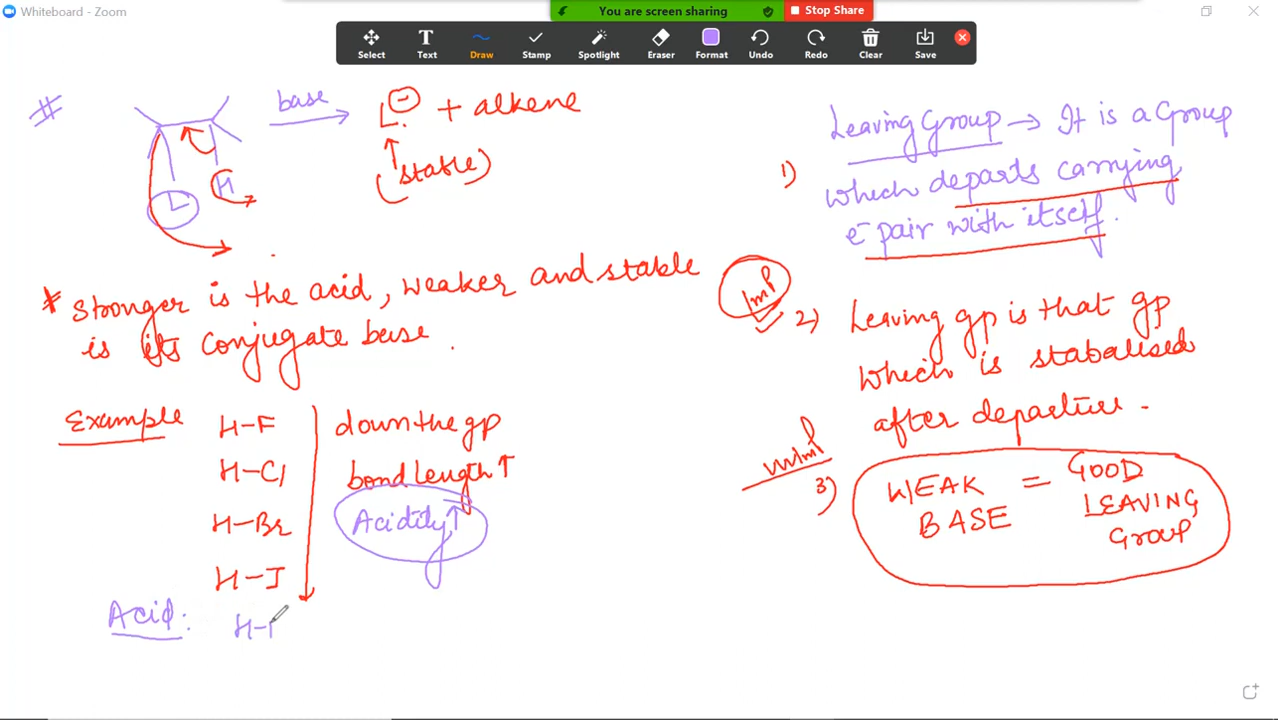 Whiteboard - Zoom
You are screen sharing
Stop Share
Select
Text
Draw
Stamp
Spotlight
Eraser
Format
Undo
Redo
Clear
Save
#
base
L⊖ + alkene
(stable)
H
L
* Stronger is the acid, weaker and stable
is its conjugate base.
Example
H-F
H-Cl
H-Br
H-I
down the gp
bond length ↑
Acidity ↑
Acid:
H-
1) Leaving Group → It is a Group
which departs carrying
e⁻ pair with itself.
Imp
2) Leaving gp is that gp
which is stabalised
after departure.
3) WEAK BASE = GOOD LEAVING Group